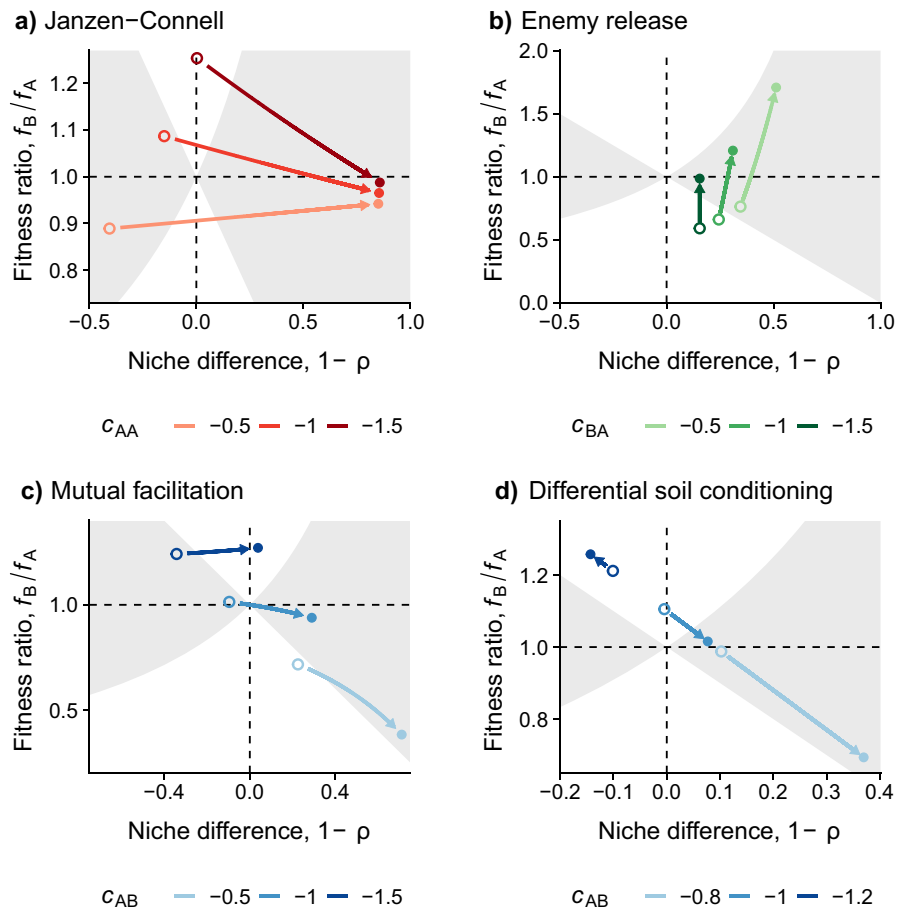 a) Janzen−Connell
Fitness ratio, fB/fA
1.2
1.1
1.0
0.9
0.8
−0.5
0.0
0.5
1.0
Niche difference, 1− ρ
cAA −0.5 −1 −1.5
b) Enemy release
Fitness ratio, fB/fA
2.0
1.5
1.0
0.5
0.0
−0.5
0.0
0.5
1.0
Niche difference, 1− ρ
cBA −0.5 −1 −1.5
c) Mutual facilitation
Fitness ratio, fB/fA
1.0
0.5
−0.4
0.0
0.4
Niche difference, 1− ρ
cAB −0.5 −1 −1.5
d) Differential soil conditioning
Fitness ratio, fB/fA
1.2
1.0
0.8
−0.2
−0.1
0.0
0.1
0.2
0.3
0.4
Niche difference, 1− ρ
cAB −0.8 −1 −1.2